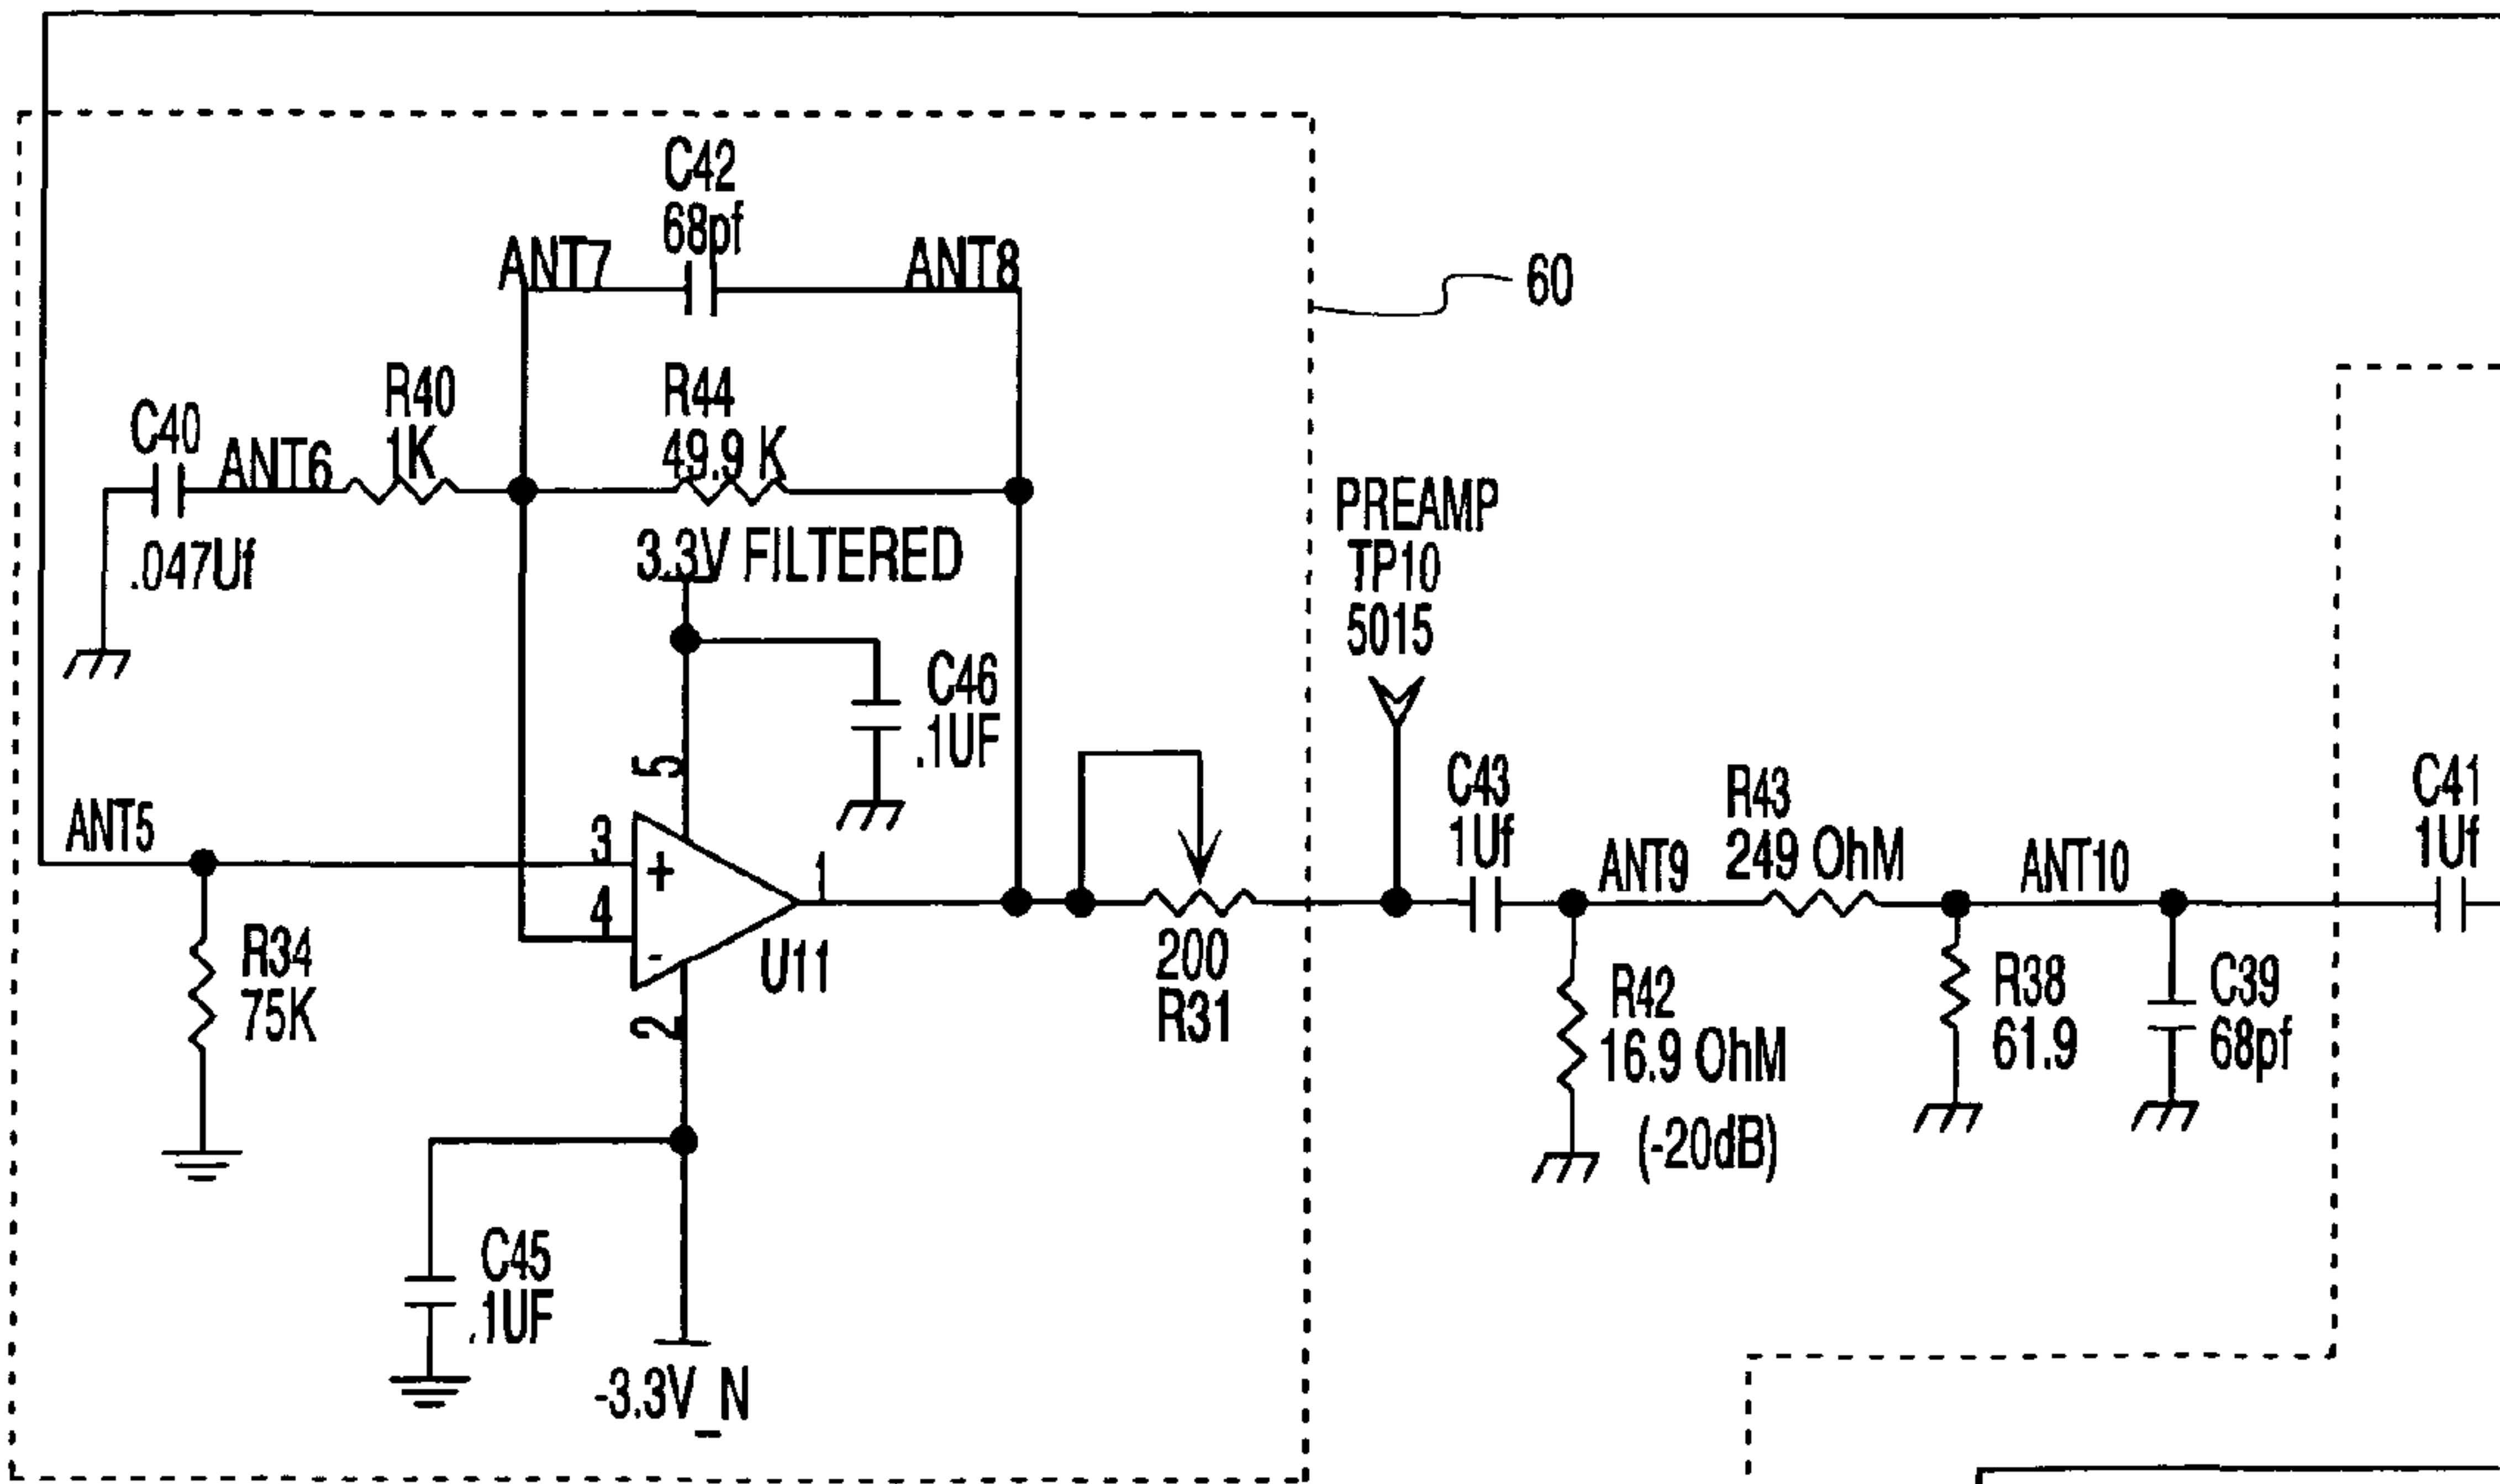 C42
68pf
ANT7
ANT8
60
R40
1K
R44
49.9 K
C40
ANT6
.047Uf
3.3V FILTERED
PREAMP
TP10
5015
C46
.1UF
5
ANT5
3
+
4
-
1
U11
C43
1Uf
R43
249 OhM
ANT9
ANT10
C41
1Uf
R34
75K
2
200
R31
R42
16.9 OhM
(-20dB)
R38
61.9
C39
68pf
C45
.1UF
-3.3V_N